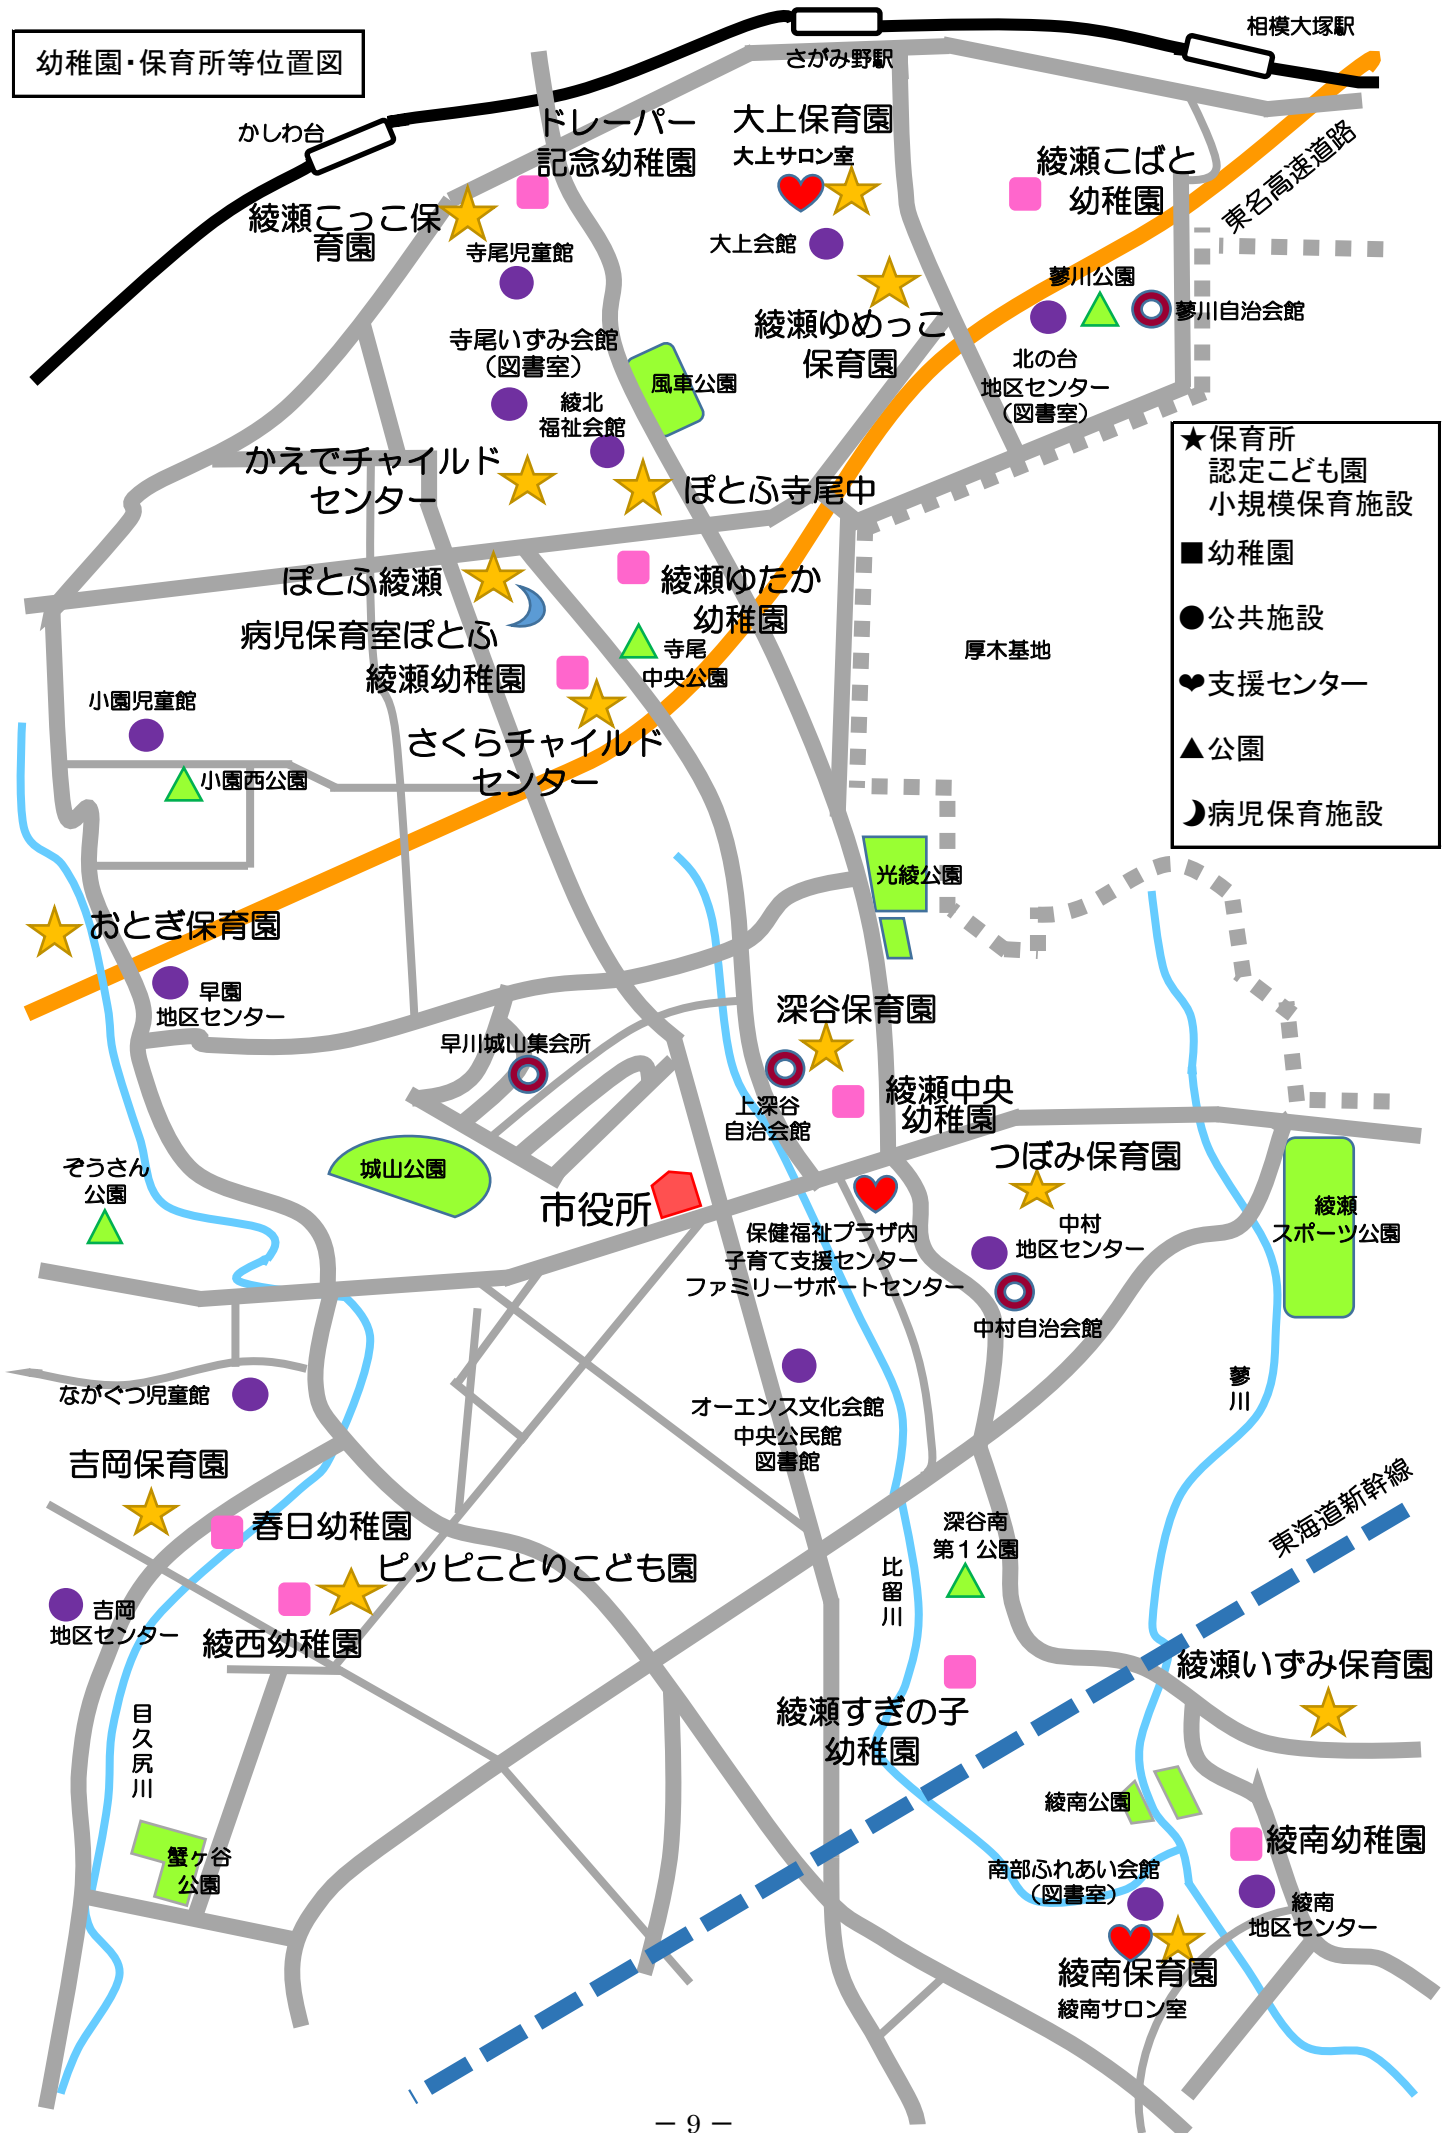 幼稚園・保育所等位置図
相模大塚駅
さがみ野駅
かしわ台
東名高速道路
ドレーパー
記念幼稚園
大上保育園
大上サロン室
綾瀬こばと
幼稚園
綾瀬こっこ保
育園
寺尾児童館
大上会館
蓼川公園
蓼川自治会館
綾瀬ゆめっこ
保育園
寺尾いずみ会館
（図書室）
風車公園
北の台
地区センター
（図書室）
綾北
福祉会館
かえでチャイルド
センター
ぽとふ寺尾中
★保育所
認定こども園
小規模保育施設
■幼稚園
●公共施設
❤支援センター
▲公園
☽病児保育施設
ぽとふ綾瀬
綾瀬ゆたか
幼稚園
病児保育室ぽとふ
寺尾
中央公園
厚木基地
綾瀬幼稚園
小園児童館
さくらチャイルド
センター
小園西公園
光綾公園
おとぎ保育園
早園
地区センター
深谷保育園
早川城山集会所
綾瀬中央
幼稚園
上深谷
自治会館
つぼみ保育園
ぞうさん
公園
城山公園
市役所
綾瀬
スポーツ公園
中村
地区センター
保健福祉プラザ内
子育て支援センター
ファミリーサポートセンター
中村自治会館
ながぐつ児童館
蓼川
オーエンス文化会館
中央公民館
図書館
吉岡保育園
東海道新幹線
春日幼稚園
深谷南
第１公園
ピッピことりこども園
比留川
吉岡
地区センター
綾西幼稚園
綾瀬いずみ保育園
綾瀬すぎの子
幼稚園
目久尻川
綾南公園
綾南幼稚園
蟹ヶ谷
公園
南部ふれあい会館
（図書室）
綾南
地区センター
綾南保育園
綾南サロン室
－ 9 －